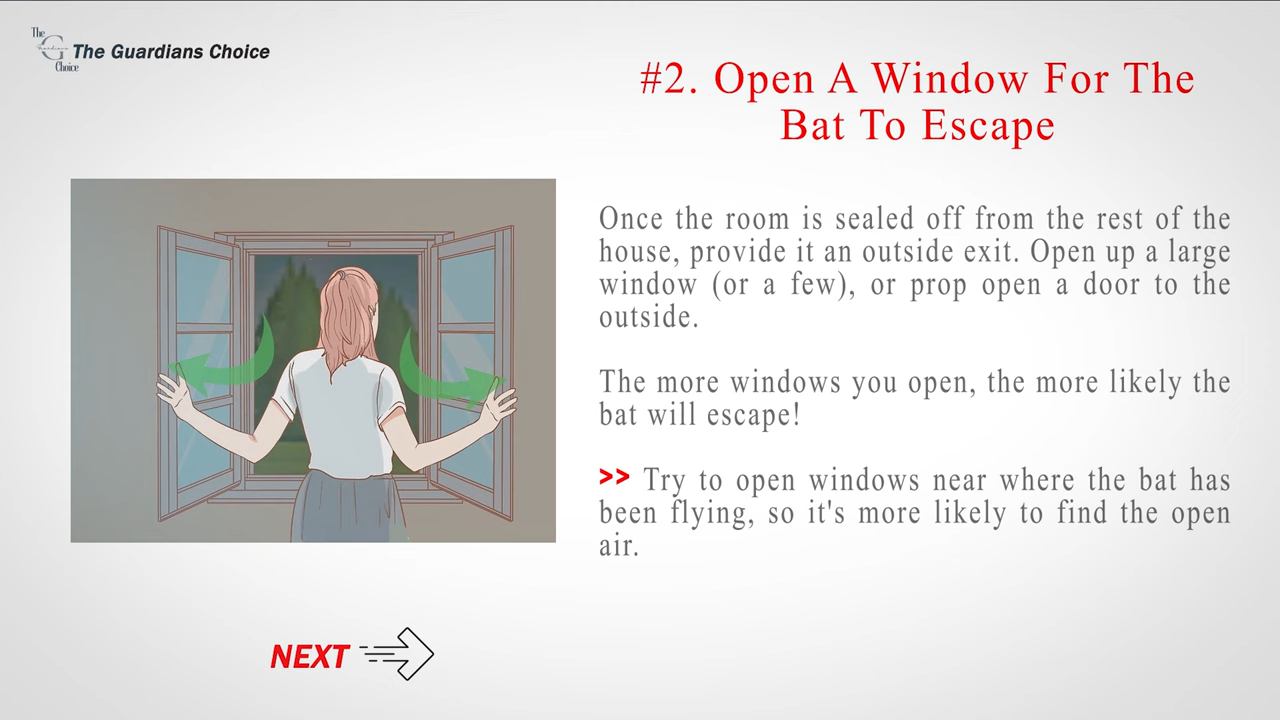 The
Guardians
Choice
The Guardians Choice
#2. Open A Window For The
Bat To Escape
Once the room is sealed off from the rest of the
house, provide it an outside exit. Open up a large
window (or a few), or prop open a door to the
outside.
The more windows you open, the more likely the
bat will escape!
>> Try to open windows near where the bat has
been flying, so it's more likely to find the open
air.
NEXT